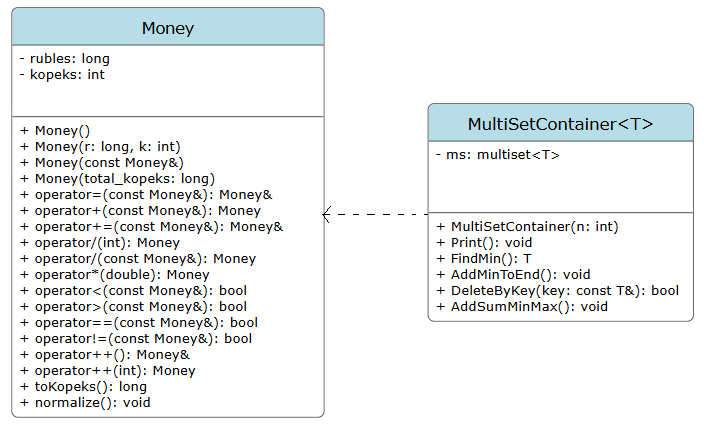 Money
- rubles: long
- kopeks: int
+ Money()
+ Money(r: long, k: int)
+ Money(const Money&)
+ Money(total_kopeks: long)
+ operator=(const Money&): Money&
+ operator+(const Money&): Money
+ operator+=(const Money&): Money&
+ operator/(int): Money
+ operator/(const Money&): Money
+ operator*(double): Money
+ operator<(const Money&): bool
+ operator>(const Money&): bool
+ operator==(const Money&): bool
+ operator!=(const Money&): bool
+ operator++(): Money&
+ operator++(int): Money
+ toKopeks(): long
+ normalize(): void
MultiSetContainer<T>
- ms: multiset<T>
+ MultiSetContainer(n: int)
+ Print(): void
+ FindMin(): T
+ AddMinToEnd(): void
+ DeleteByKey(key: const T&): bool
+ AddSumMinMax(): void